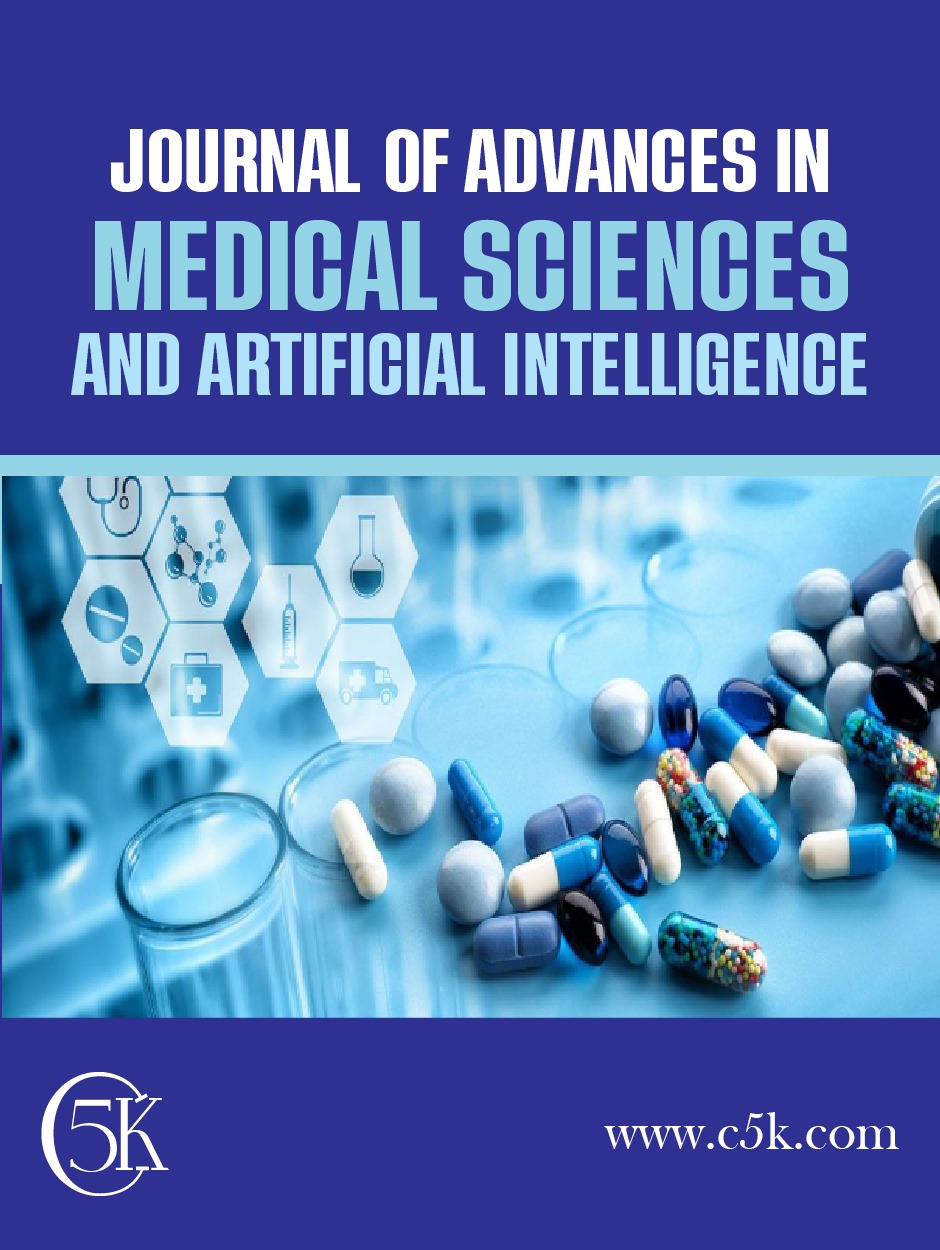 JOURNAL OF ADVANCES IN
MEDICAL SCIENCES
AND ARTIFICIAL INTELLIGENCE
C5K
www.c5k.com